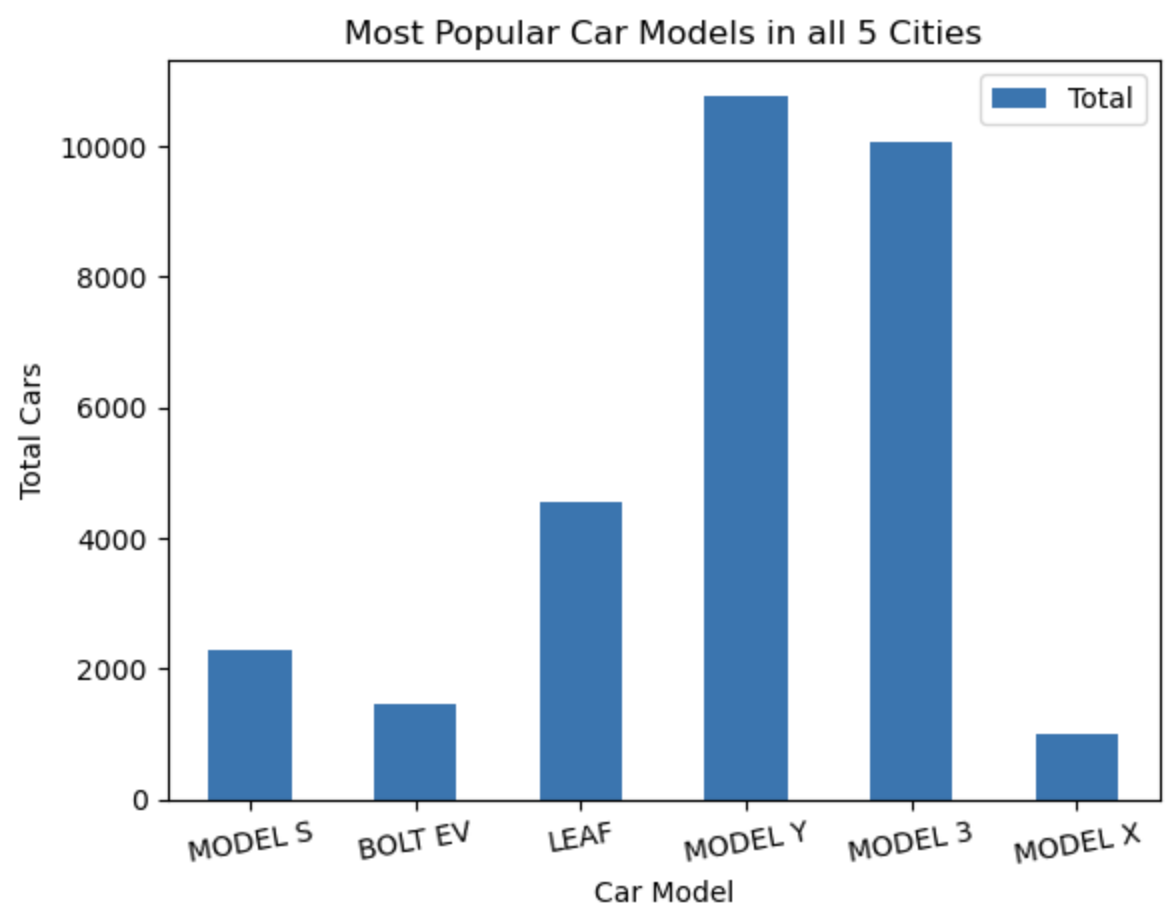 Most Popular Car Models in all 5 Cities
Total
10000
8000
6000
4000
2000
0
Total Cars
MODEL S
BOLT EV
LEAF
MODEL Y
MODEL 3
MODEL X
Car Model